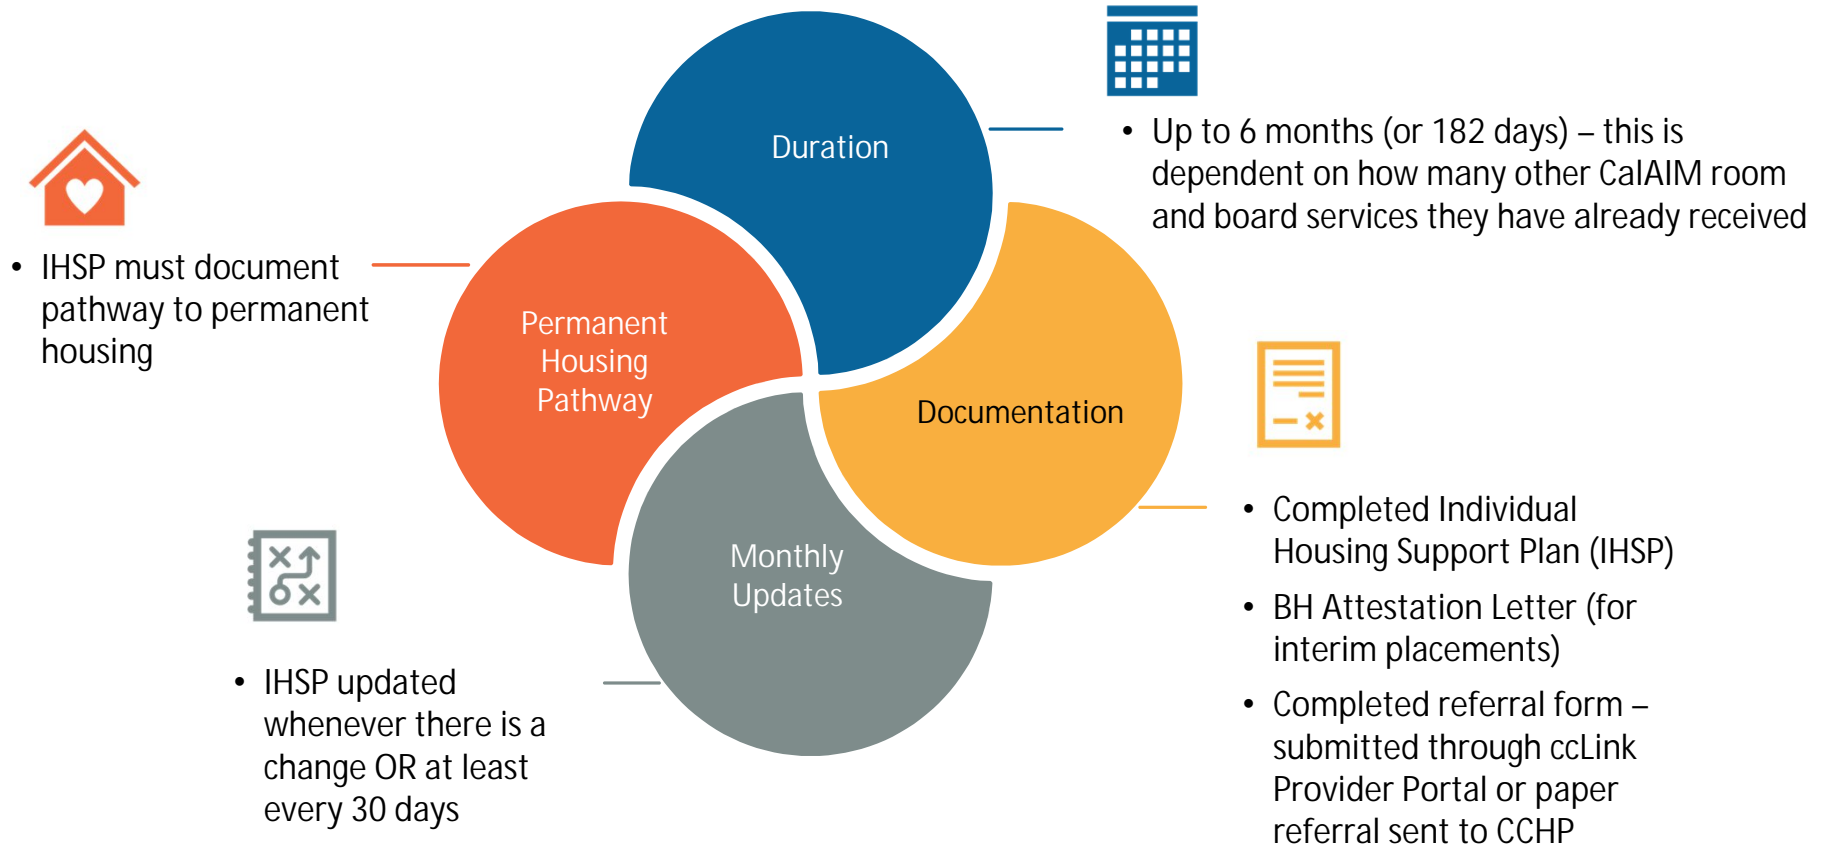 Duration
• Up to 6 months (or 182 days) – this is
dependent on how many other CalAIM room
and board services they have already received
Documentation
• Completed Individual
Housing Support Plan (IHSP)
• BH Attestation Letter (for
interim placements)
• Completed referral form –
submitted through ccLink
Provider Portal or paper
referral sent to CCHP
Monthly
Updates
• IHSP updated
whenever there is a
change OR at least
every 30 days
Permanent
Housing
Pathway
• IHSP must document
pathway to permanent
housing